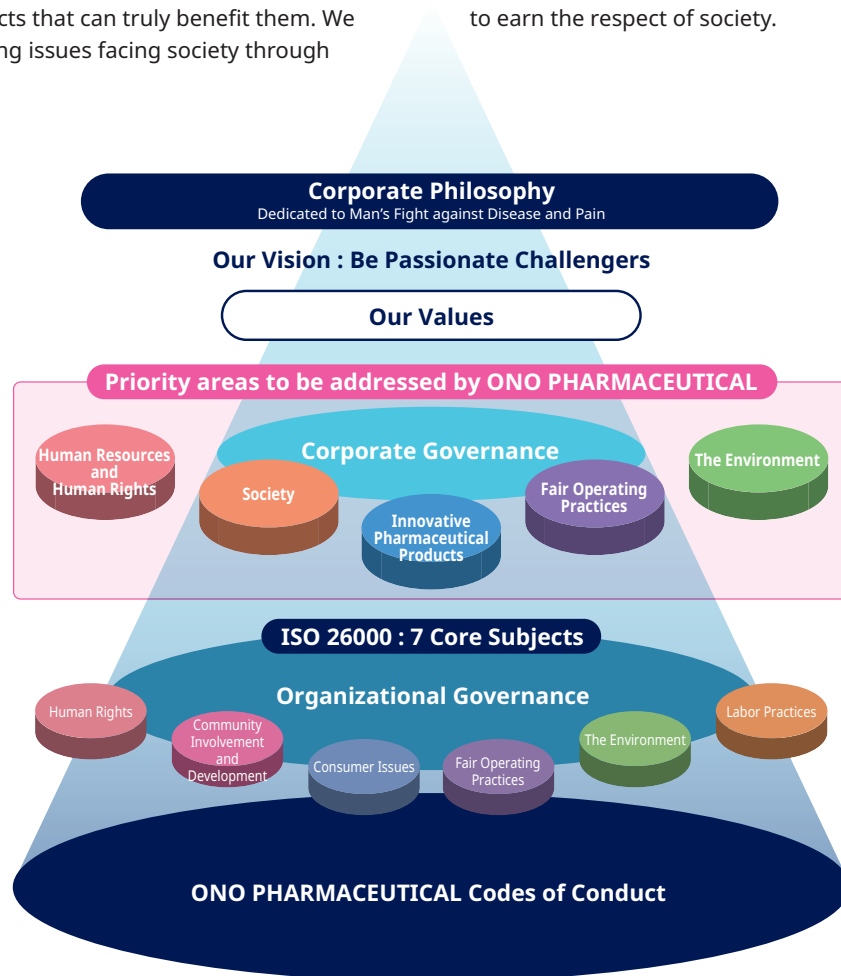 cts that can truly benefit them. We
ng issues facing society through
to earn the respect of society.
Corporate Philosophy
Dedicated to Man's Fight against Disease and Pain
Our Vision : Be Passionate Challengers
Our Values
Priority areas to be addressed by ONO PHARMACEUTICAL
Corporate Governance
Human Resources
and
Human Rights
Society
Innovative
Pharmaceutical
Products
Fair Operating
Practices
The Environment
ISO 26000 : 7 Core Subjects
Organizational Governance
Human Rights
Community
Involvement
and
Development
Consumer Issues
Fair Operating
Practices
The Environment
Labor Practices
ONO PHARMACEUTICAL Codes of Conduct